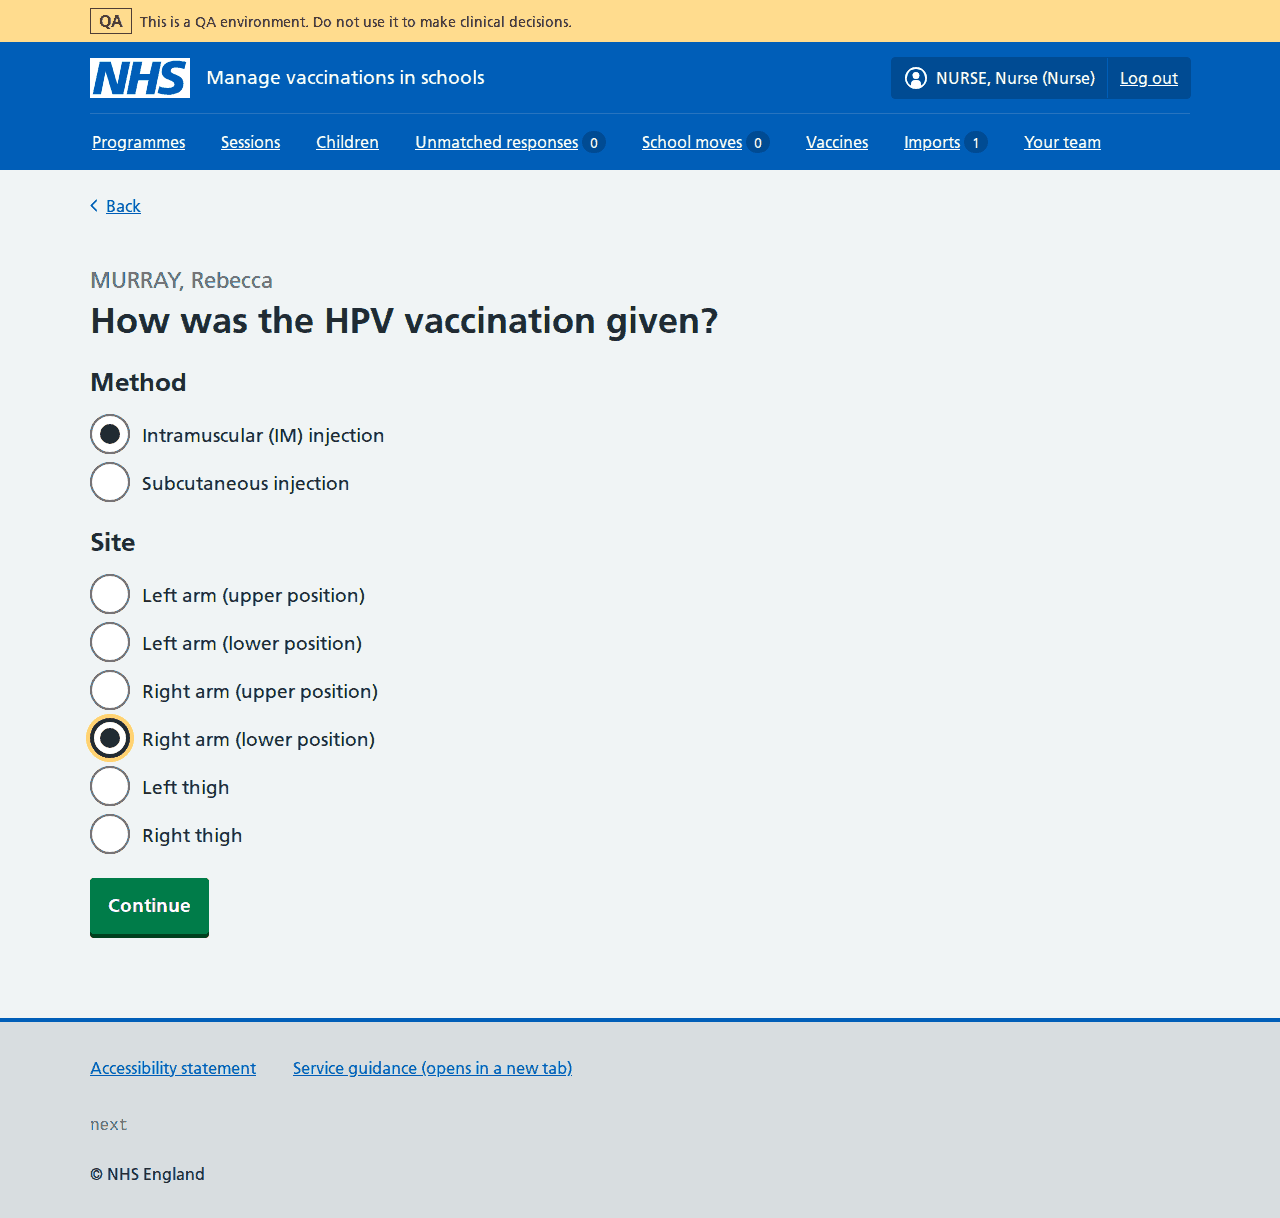 QA This is a QA environment. Do not use it to make clinical decisions.
NHS Manage vaccinations in schools NURSE, Nurse (Nurse) Log out
Programmes Sessions Children Unmatched responses 0 School moves 0 Vaccines Imports 1 Your team
Back
MURRAY, Rebecca
How was the HPV vaccination given?
Method
Intramuscular (IM) injection
Subcutaneous injection
Site
Left arm (upper position)
Left arm (lower position)
Right arm (upper position)
Right arm (lower position)
Left thigh
Right thigh
Continue
Accessibility statement Service guidance (opens in a new tab)
next
© NHS England